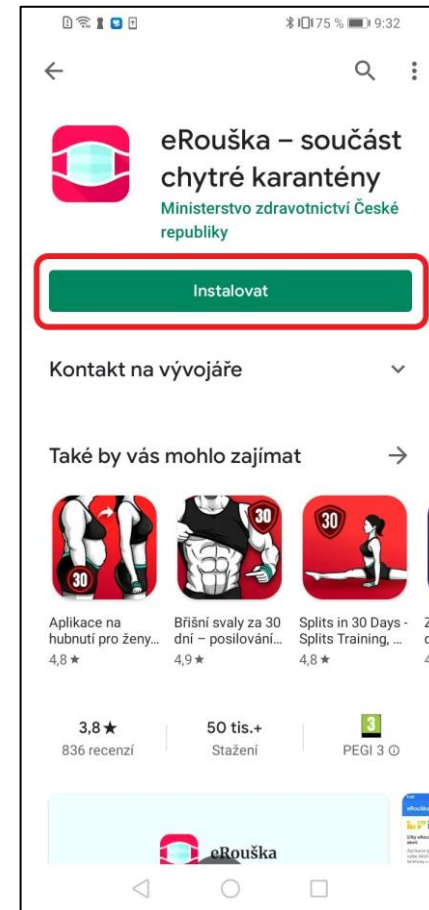 75 % 9:32
eRouška – součást
chytré karantény
Ministerstvo zdravotnictví České
republiky
Instalovat
Kontakt na vývojáře
Také by vás mohlo zajímat
30
30
30
Aplikace na
hubnutí pro ženy...
4,8 ★
Břišní svaly za 30
dní – posilování...
4,9 ★
Splits in 30 Days -
Splits Training, ...
4,8 ★
3,8 ★
836 recenzí
50 tis.+
Stažení
3
PEGI 3
eRouška